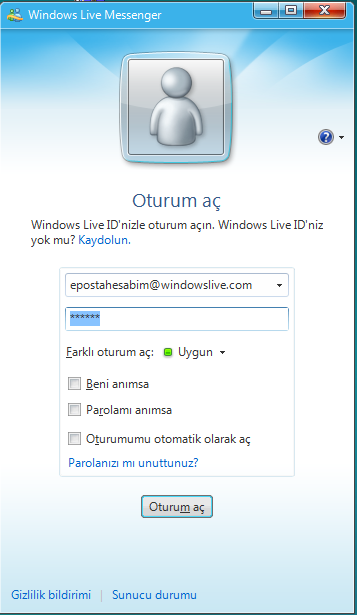 Windows Live Messenger
Oturum aç
Windows Live ID'nizle oturum açın. Windows Live ID'niz
yok mu? Kaydolun.
epostahesabim@windowslive.com
******
Farklı oturum aç: Uygun
Beni anımsa
Parolamı anımsa
Oturumumu otomatik olarak aç
Parolanızı mı unuttunuz?
Oturum aç
Gizlilik bildirimi | Sunucu durumu